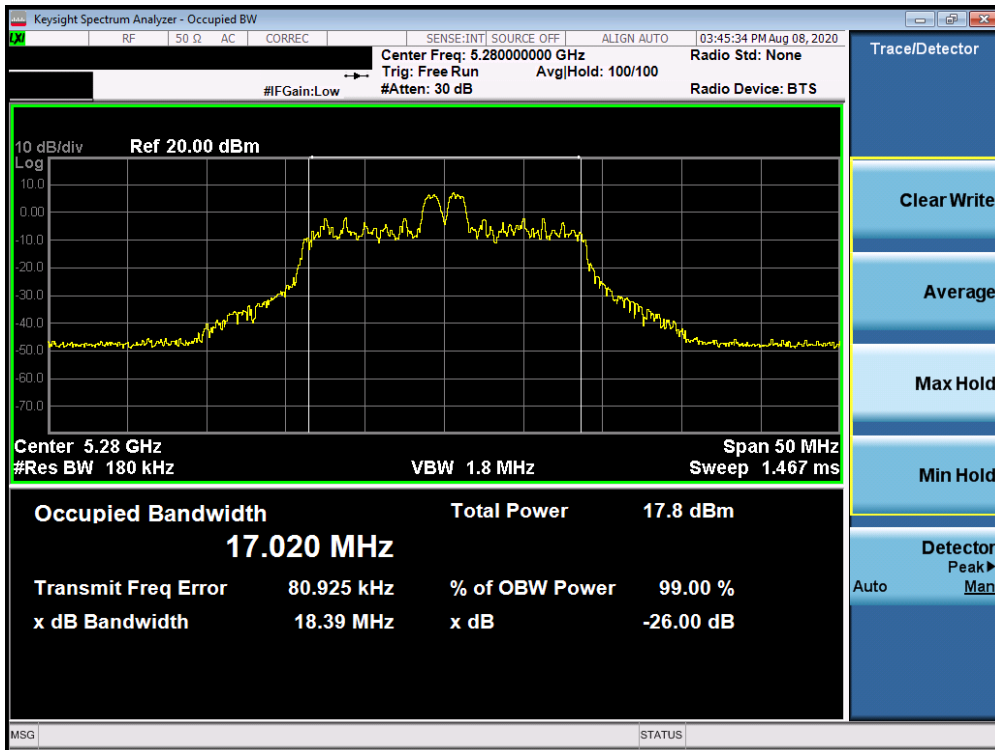 Keysight Spectrum Analyzer - Occupied BW
LXI RF 50 Ω AC CORREC SENSE:INT SOURCE OFF ALIGN AUTO 03:45:34 PM Aug 08, 2020
Center Freq: 5.280000000 GHz Radio Std: None
Trig: Free Run Avg|Hold: 100/100
#IFGain:Low #Atten: 30 dB Radio Device: BTS
10 dB/div Ref 20.00 dBm
Log
10.0
0.00
-10.0
-20.0
-30.0
-40.0
-50.0
-60.0
-70.0
Center 5.28 GHz Span 50 MHz
#Res BW 180 kHz VBW 1.8 MHz Sweep 1.467 ms
Occupied Bandwidth Total Power 17.8 dBm
17.020 MHz
Transmit Freq Error 80.925 kHz % of OBW Power 99.00 %
x dB Bandwidth 18.39 MHz x dB -26.00 dB
MSG STATUS
Trace/Detector
Clear Write
Average
Max Hold
Min Hold
Detector
Peak▶
Auto Man